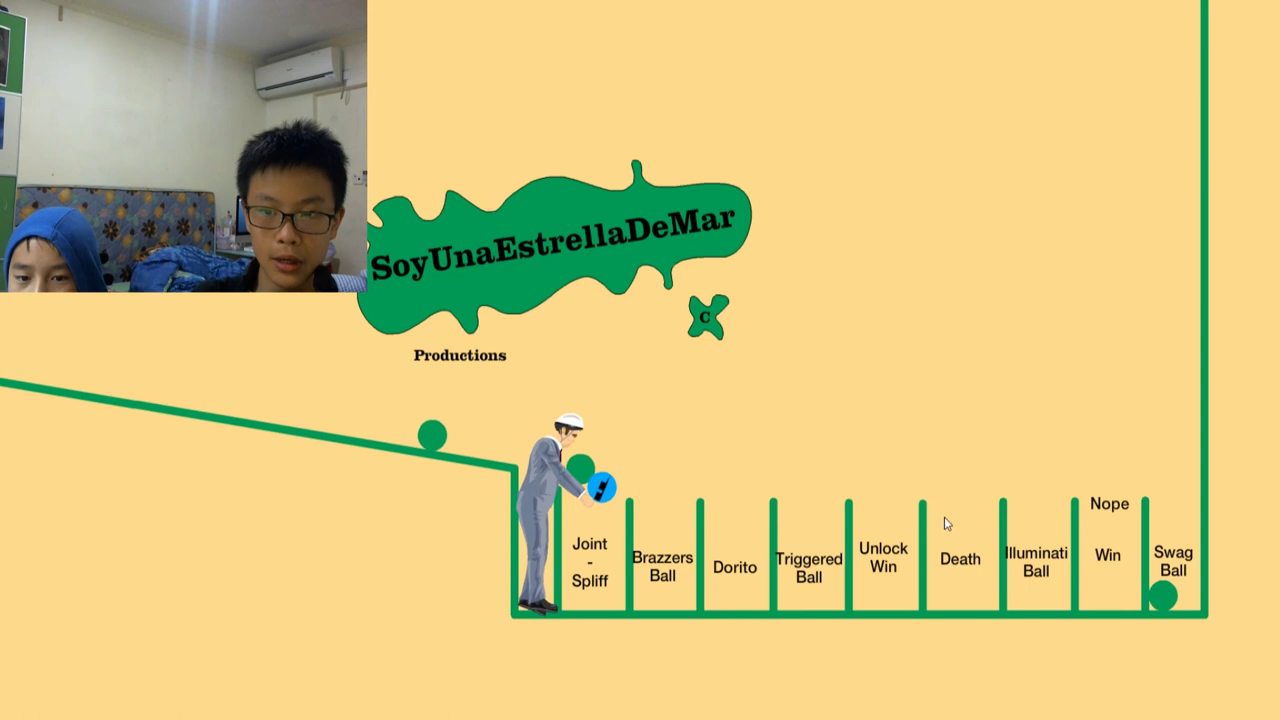 SoyUnaEstrellaDeMar
C
Productions
Joint
-
Spliff
Brazzers
Ball
Dorito
Triggered
Ball
Unlock
Win
Death
Illuminati
Ball
Nope
Win
Swag
Ball